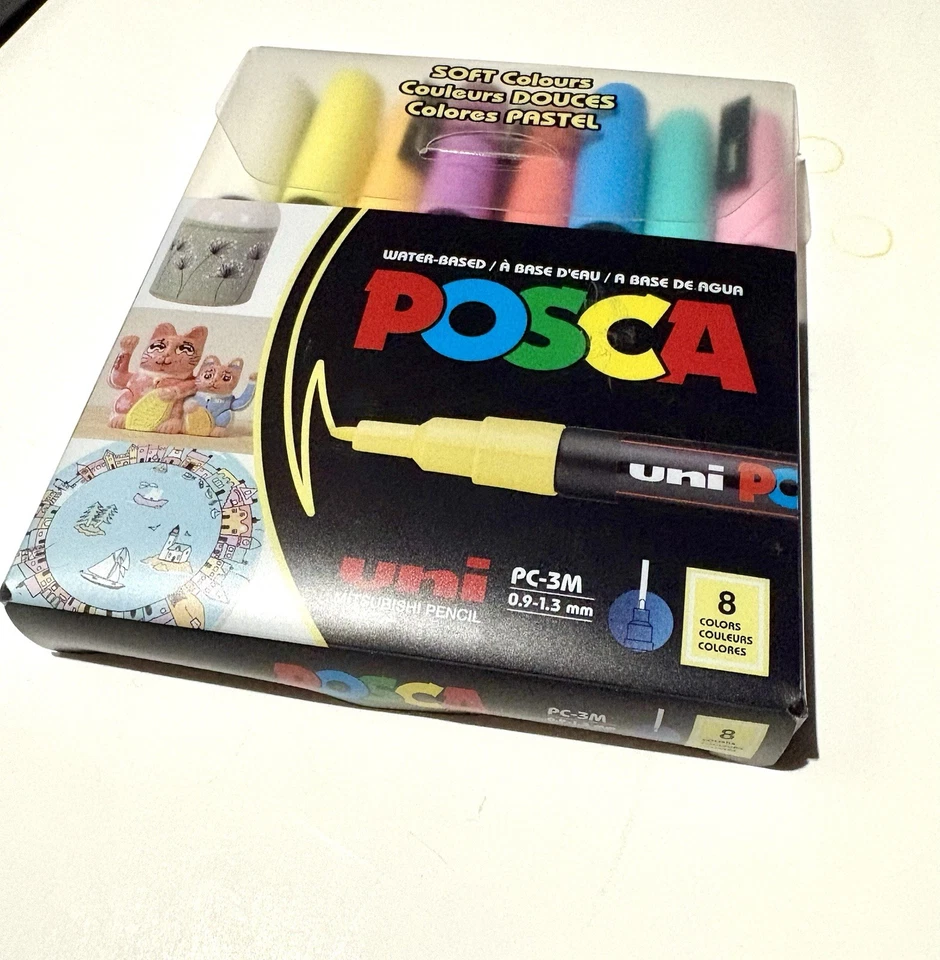 SOFT Colours
Couleurs DOUCES
Colores PASTEL
WATER-BASED / À BASE D'EAU / A BASE DE AGUA
POSCA
uni PO
uni
MITSUBISHI PENCIL
PC-3M
0.9-1.3 mm
8
COLORS
COULEURS
COLORES
POSCA
PC-3M
8